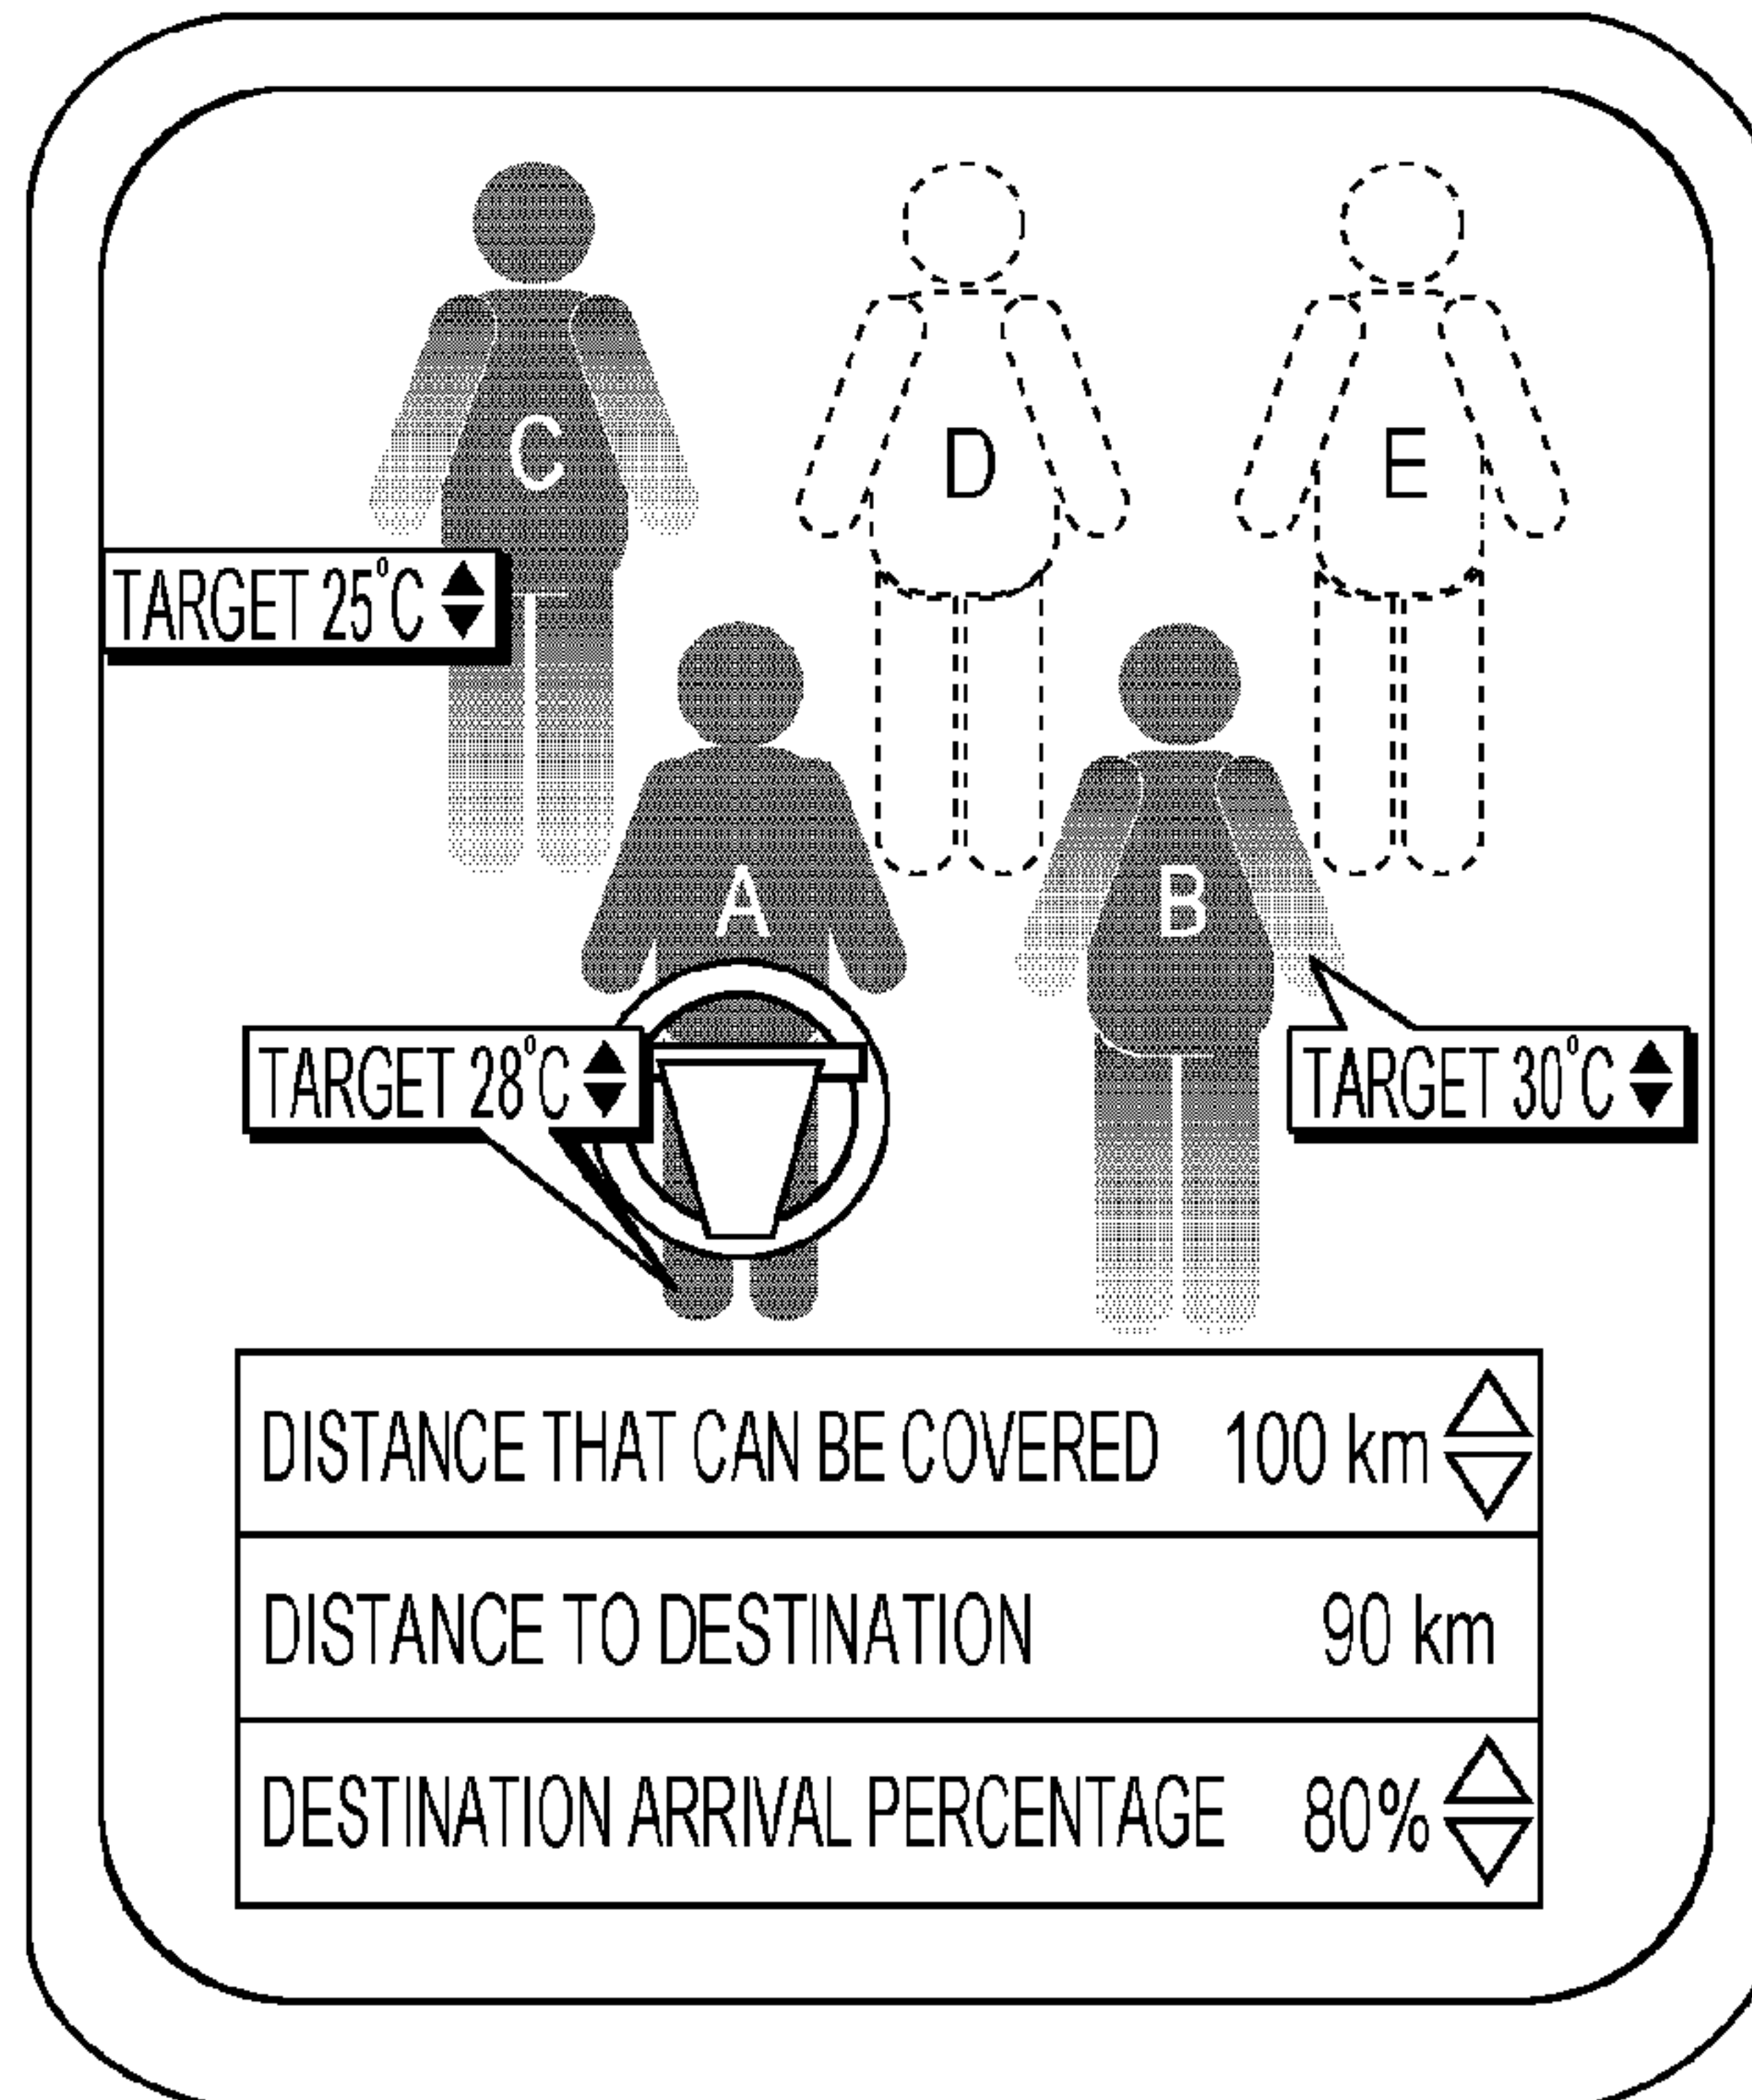 C
D
E
TARGET 25°C
A
B
TARGET 28°C
TARGET 30°C
DISTANCE THAT CAN BE COVERED 100 km
DISTANCE TO DESTINATION 90 km
DESTINATION ARRIVAL PERCENTAGE 80%